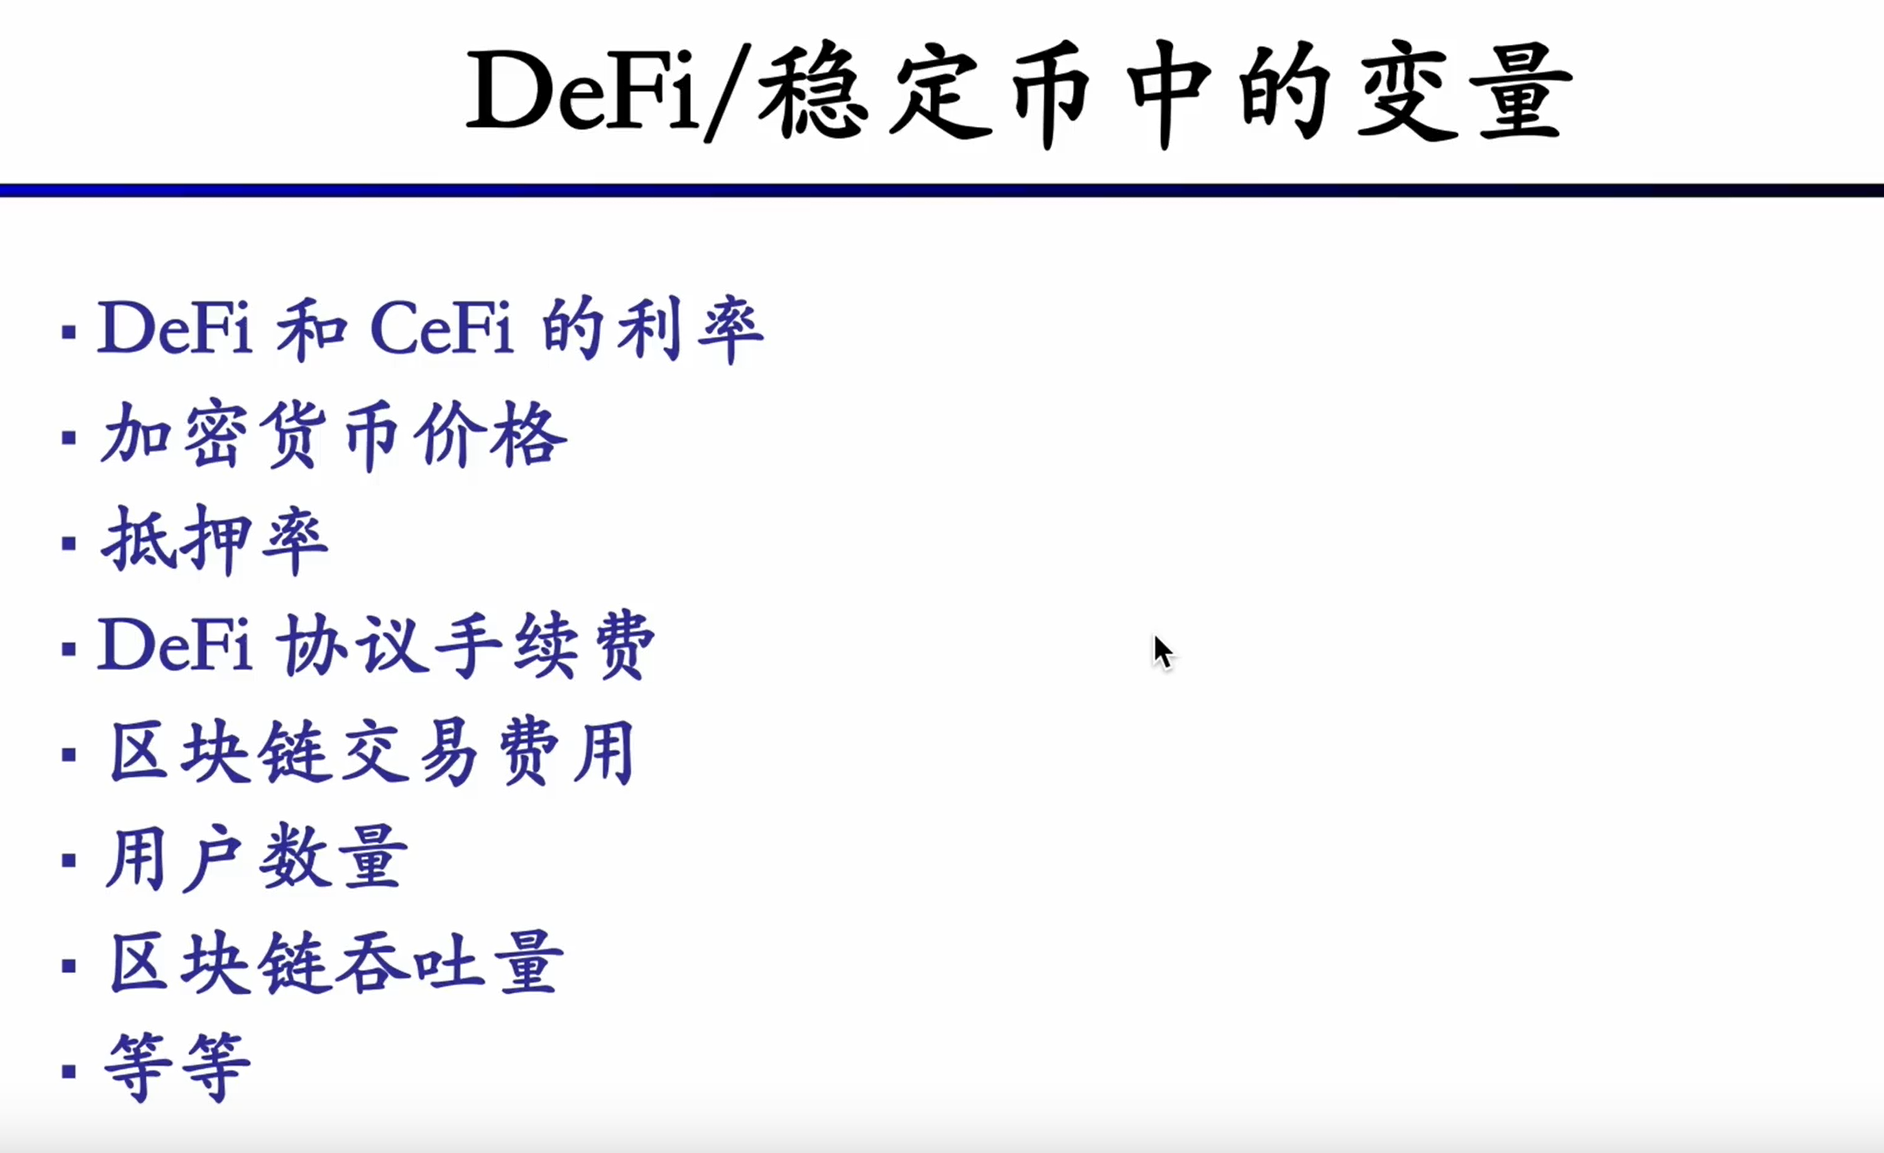 DeFi/稳定币中的变量
▪ DeFi 和 CeFi 的利率
▪ 加密货币价格
▪ 抵押率
▪ DeFi 协议手续费
▪ 区块链交易费用
▪ 用户数量
▪ 区块链吞吐量
▪ 等等